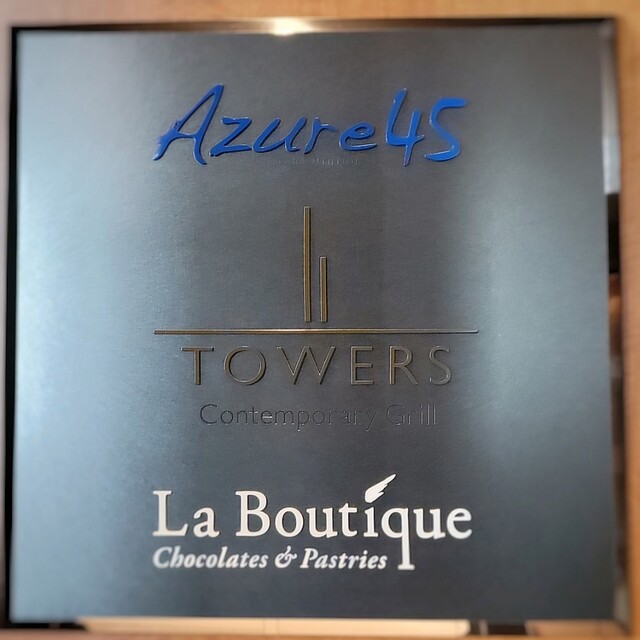 Azure45
TOWERS
Contemporary Grill
La Boutique
Chocolates & Pastries